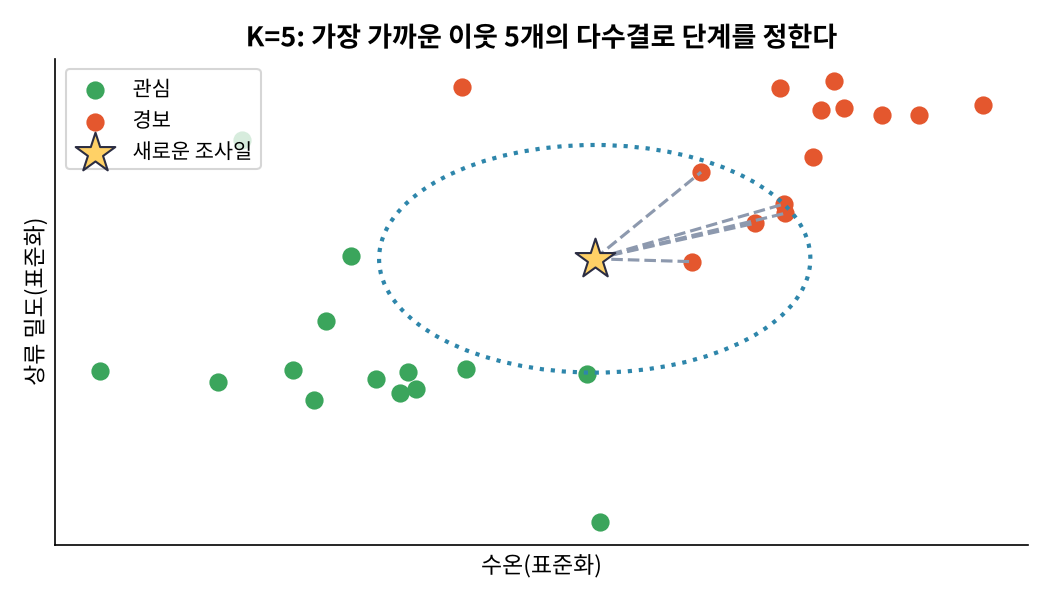 K=5: 가장 가까운 이웃 5개의 다수결로 단계를 정한다
관심
경보
새로운 조사일
상류 밀도(표준화)
수온(표준화)